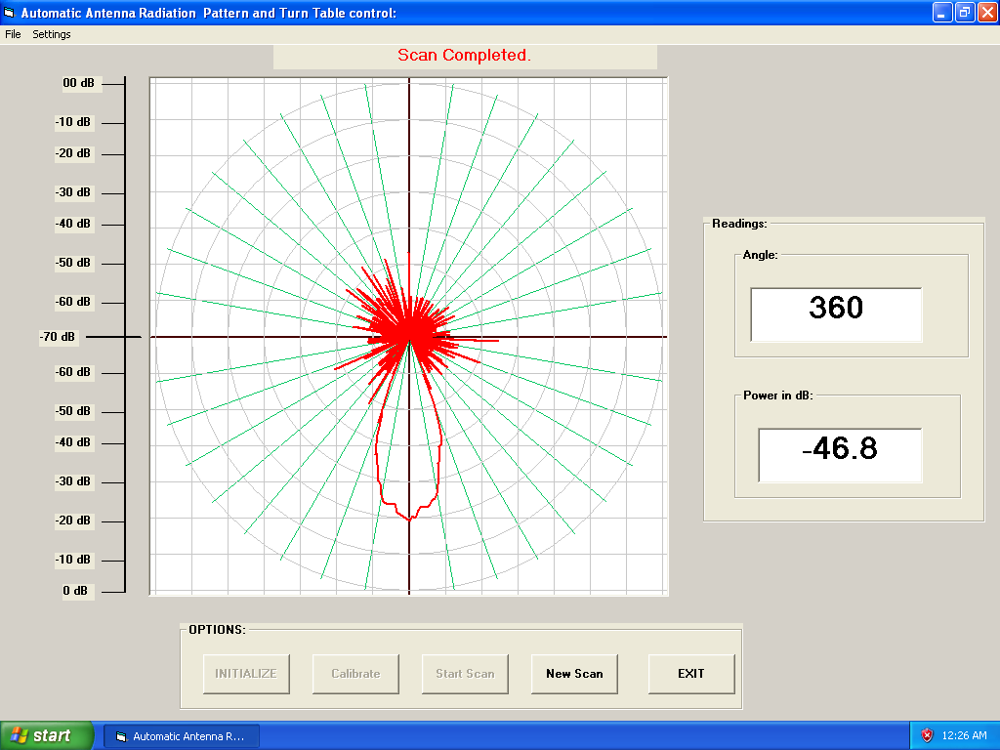 Automatic Antenna Radiation  Pattern and Turn Table control:
File Settings
Scan Completed.
00 dB
-10 dB
-20 dB
-30 dB
-40 dB
-50 dB
-60 dB
-70 dB
-60 dB
-50 dB
-40 dB
-30 dB
-20 dB
-10 dB
0 dB
Readings:
Angle:
360
Power in dB:
-46.8
OPTIONS:
INITIALIZE Calibrate Start Scan New Scan EXIT
start Automatic Antenna R... 12:26 AM